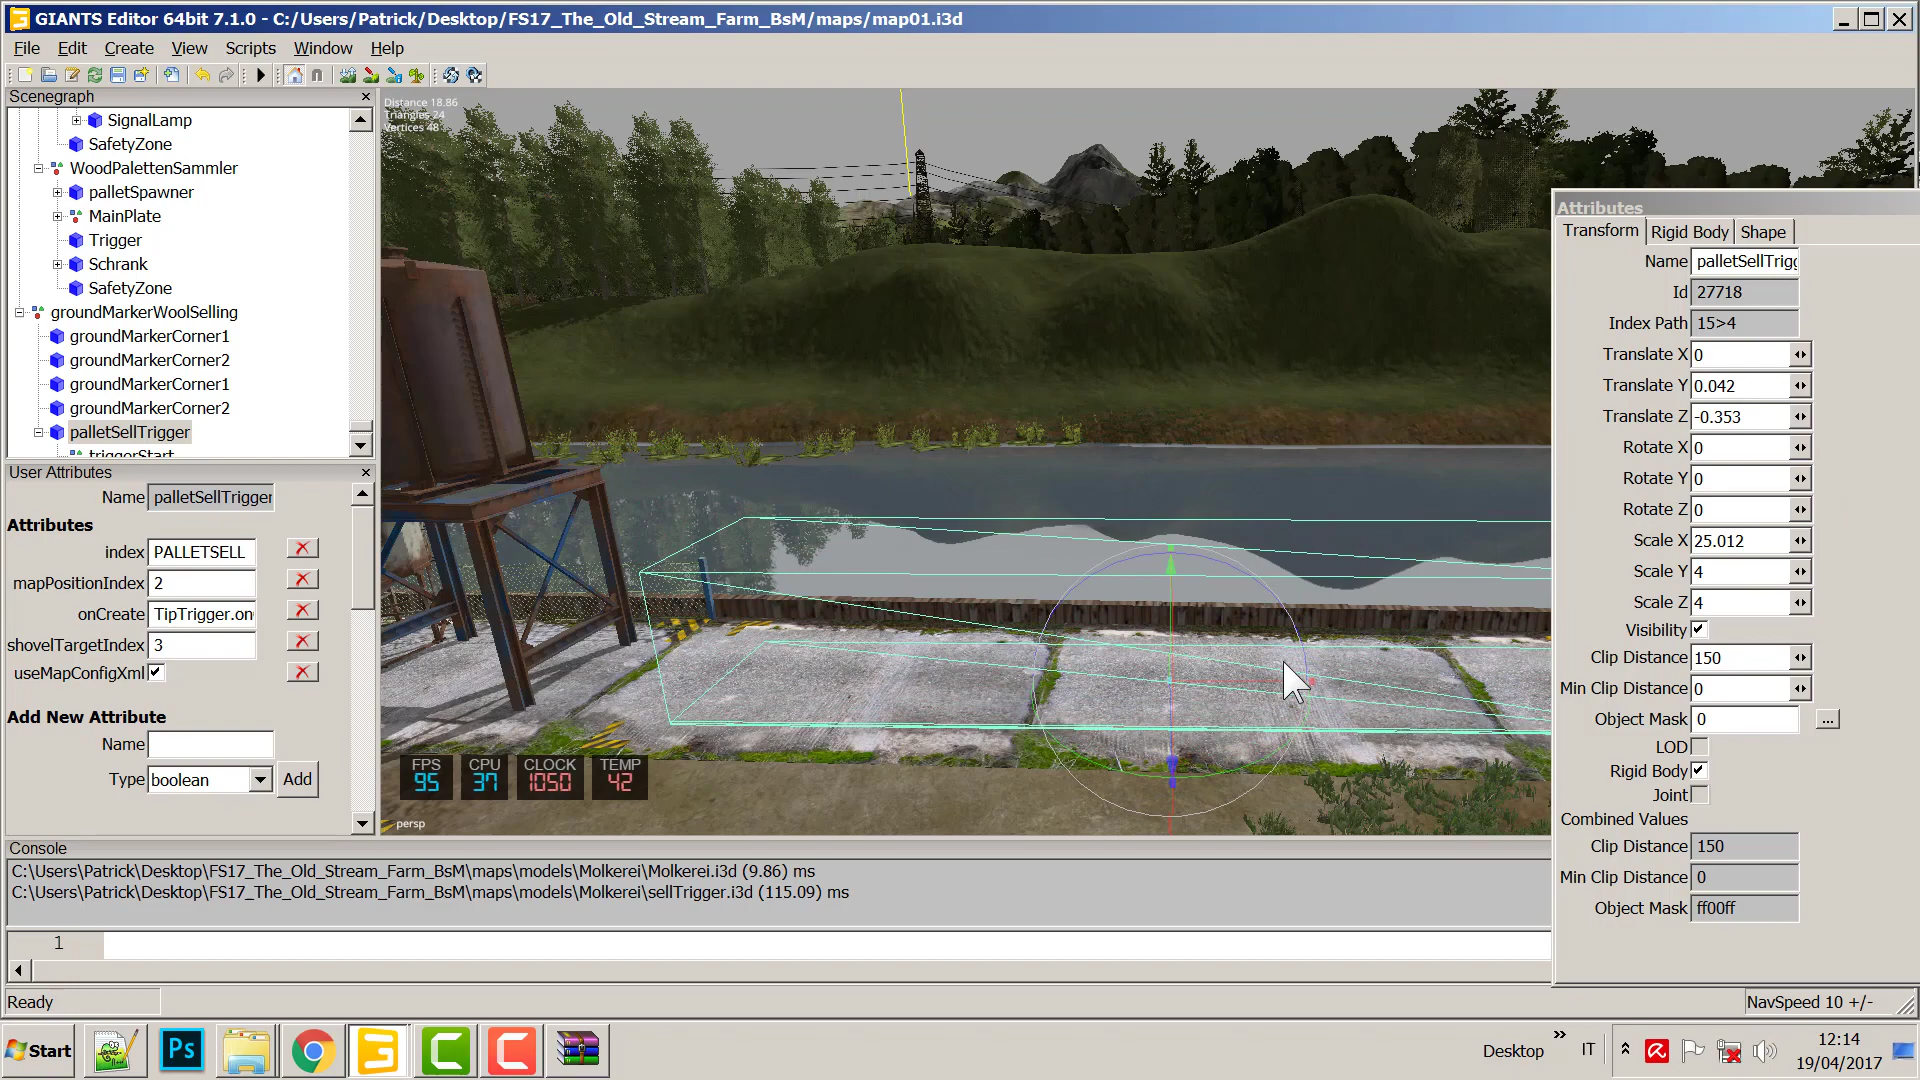 GIANTS Editor 64bit 7.1.0 - C:/Users/Patrick/Desktop/FS17_The_Old_Stream_Farm_BsM/maps/map01.i3d
File Edit Create View Scripts Window Help
Scenegraph
SignalLamp
SafetyZone
WoodPalettenSammler
palletSpawner
MainPlate
Trigger
Schrank
SafetyZone
groundMarkerWoolSelling
groundMarkerCorner1
groundMarkerCorner2
groundMarkerCorner1
groundMarkerCorner2
palletSellTrigger
triggerStart
User Attributes
Name palletSellTrigger
Attributes
index PALLETSELL
mapPositionIndex 2
onCreate TipTrigger.on
shovelTargetIndex 3
useMapConfigXml
Add New Attribute
Name
Type boolean Add
Distance 18.86
Triangles 24
Vertices 48
FPS 95 CPU 37 CLOCK 1050 TEMP 42
persp
Attributes
Transform Rigid Body Shape
Name palletSellTrigg
Id 27718
Index Path 15>4
Translate X 0
Translate Y 0.042
Translate Z -0.353
Rotate X 0
Rotate Y 0
Rotate Z 0
Scale X 25.012
Scale Y 4
Scale Z 4
Visibility
Clip Distance 150
Min Clip Distance 0
Object Mask 0 ...
LOD
Rigid Body
Joint
Combined Values
Clip Distance 150
Min Clip Distance 0
Object Mask ff00ff
Console
C:\Users\Patrick\Desktop\FS17_The_Old_Stream_Farm_BsM\maps\models\Molkerei\Molkerei.i3d (9.86) ms
C:\Users\Patrick\Desktop\FS17_The_Old_Stream_Farm_BsM\maps\models\Molkerei\sellTrigger.i3d (115.09) ms
1
Ready
NavSpeed 10 +/-
Start
Ps
Desktop
IT
12:14
19/04/2017